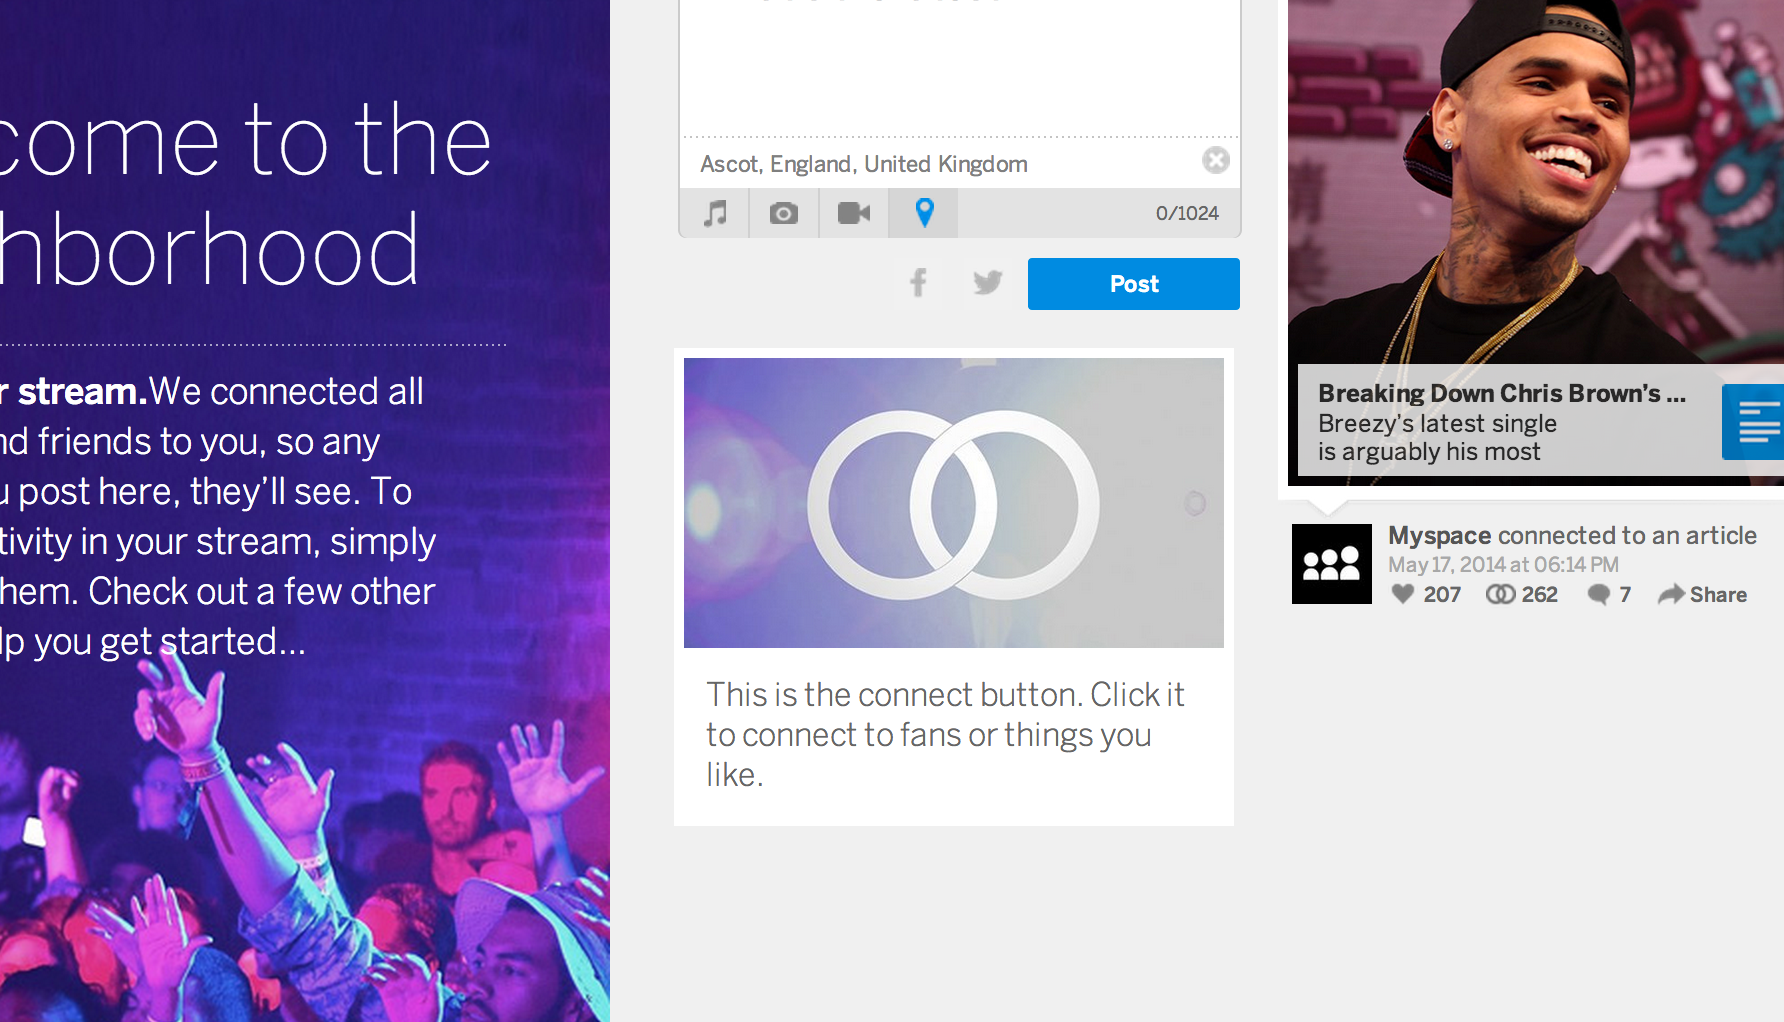 come to the
hborhood
r stream.We connected all
nd friends to you, so any
u post here, they'll see. To
tivity in your stream, simply
hem. Check out a few other
lp you get started...
Ascot, England, United Kingdom
0/1024
Post
This is the connect button. Click it
to connect to fans or things you
like.
Breaking Down Chris Brown's ...
Breezy's latest single
is arguably his most
Myspace connected to an article
May 17, 2014 at 06:14 PM
207 262 7 Share